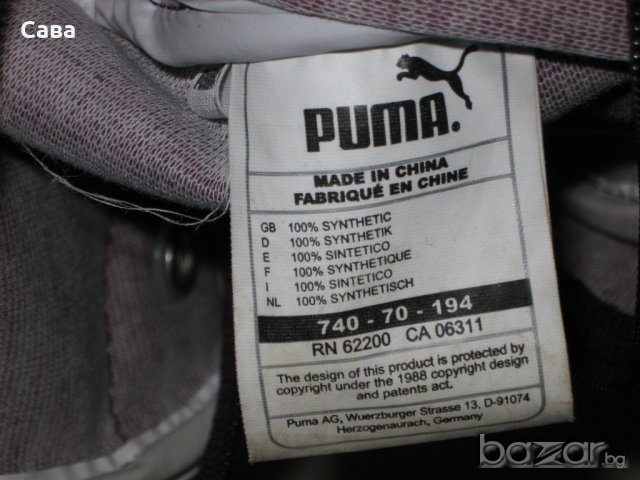 Сава
PUMA.
MADE IN CHINA
FABRIQUÉ EN CHINE
GB 100% SYNTHETIC
D 100% SYNTHETIK
E 100% SINTETICO
F 100% SYNTHETIQUE
I 100% SINTETICO
NL 100% SYNTHETISCH
740 - 70 - 194
RN 62200 CA 06311
The design of this product is protected by
copyright under the 1988 copyright design
and patents act.
Puma AG, Wuerzburger Strasse 13, D-91074
Herzogenaurach, Germany
bazar.bg